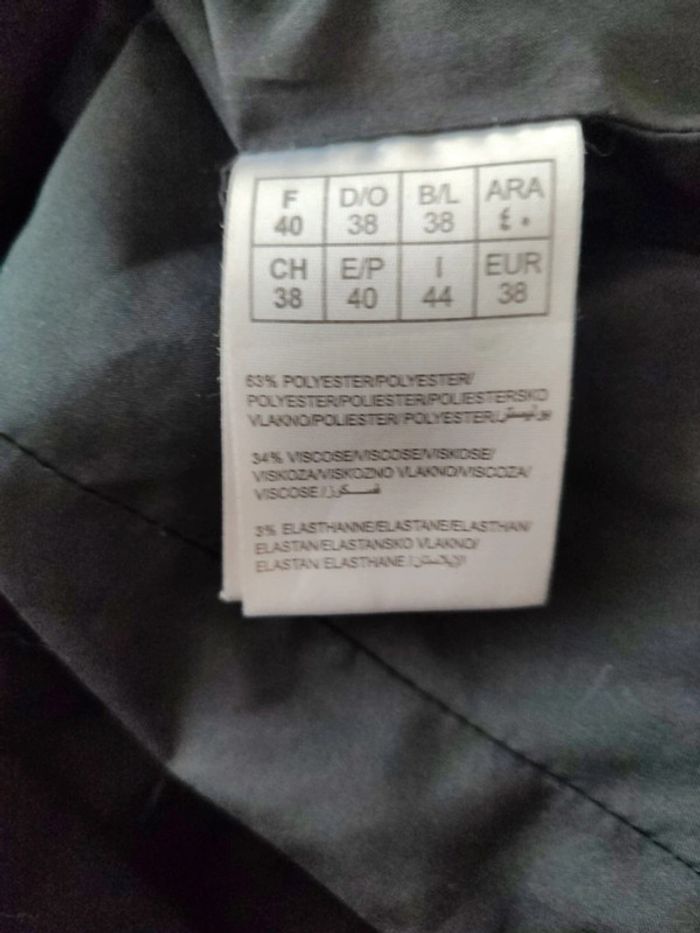 F D/O B/L ARA
40 38 38 ٤٠
CH E/P I EUR
38 40 44 38
63% POLYESTER/POLYESTER/
POLYESTER/POLIESTER/POLIESTERSKO
VLAKNO/POLIESTER/POLYESTER/بوليستر
34% VISCOSE/VISCOSE/VISKOSE/
VISKOZA/VISKOZNO VLAKNO/VISCOZA/
VISCOSE/
3% ELASTHANNE/ELASTANE/ELASTHAN/
ELASTAN/ELASTANSKO VLAKNO/
ELASTAN/ELASTHANE/